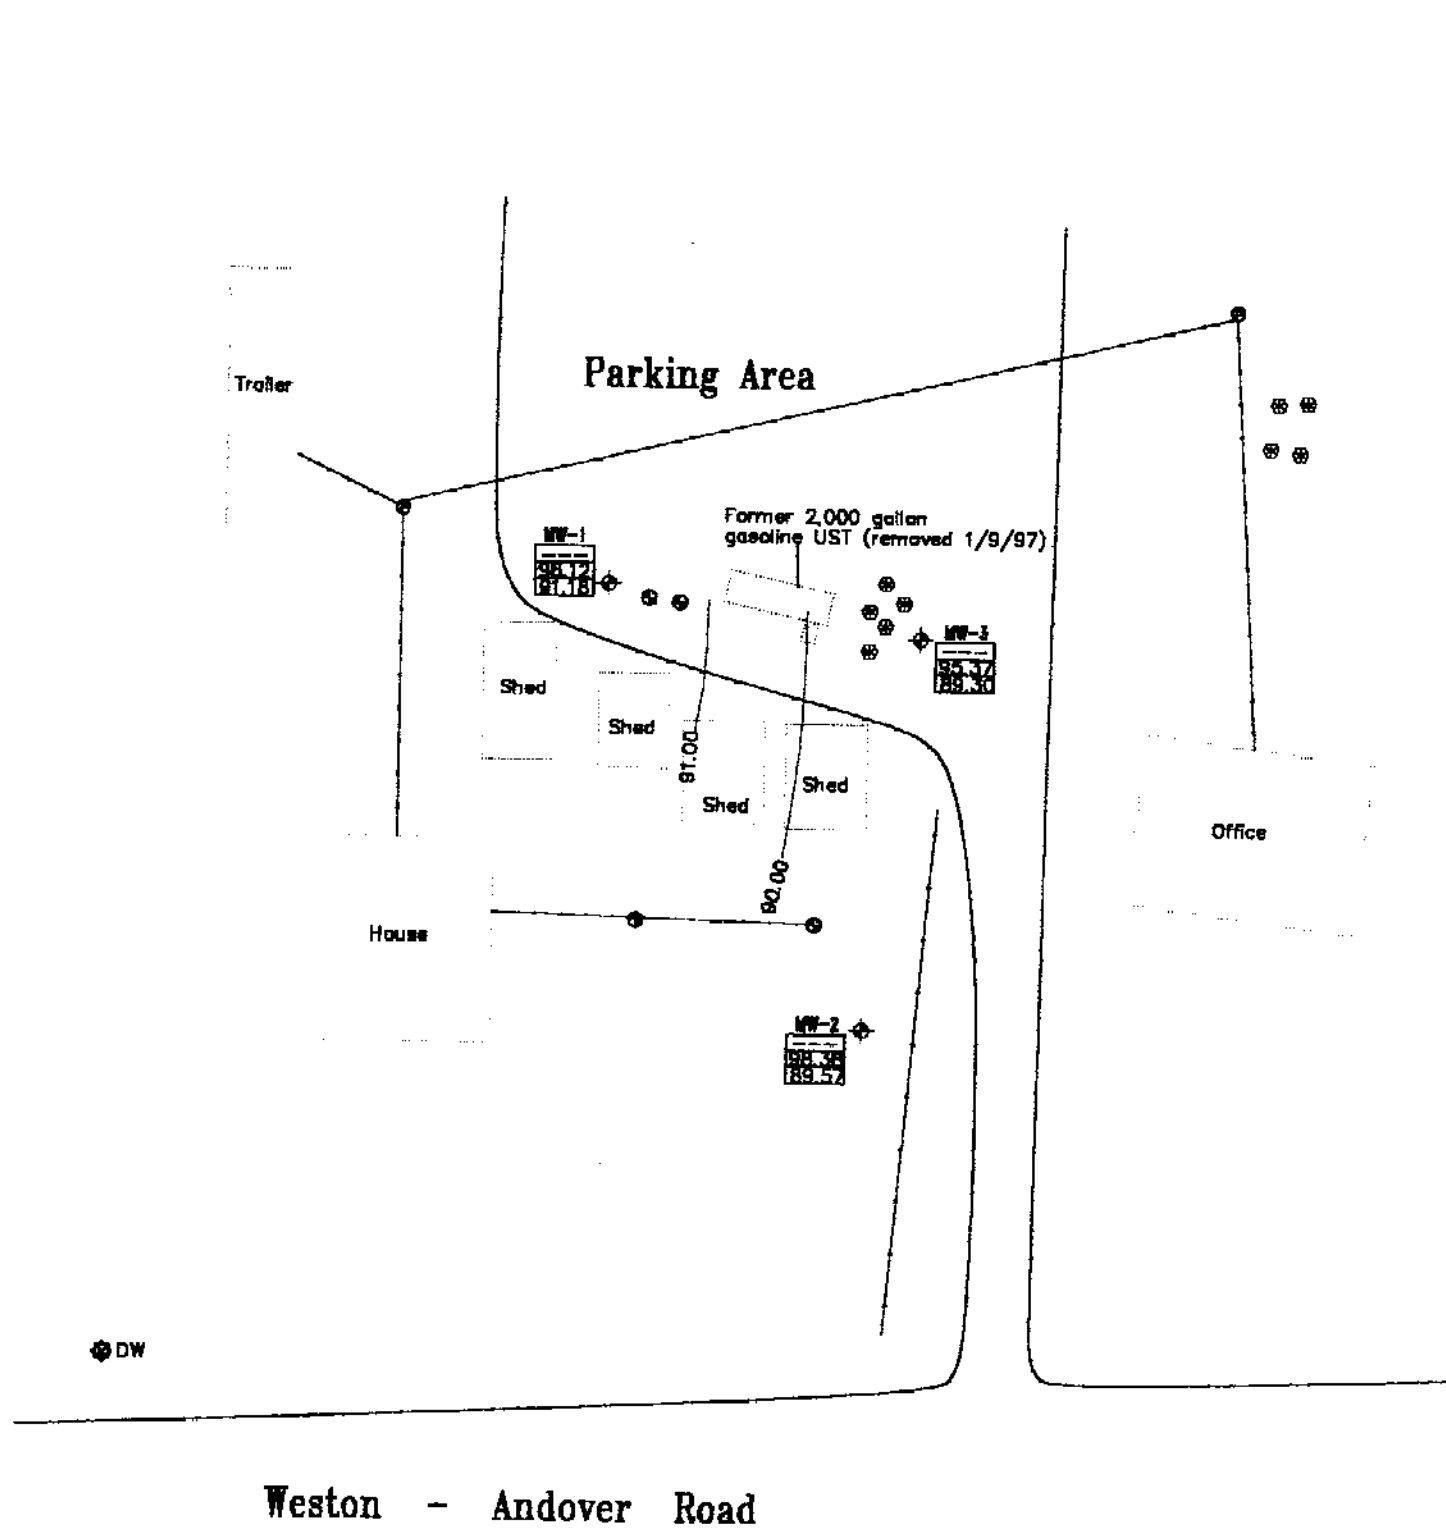 Parking Area
Trailer
Former 2,000 gallon
gasoline UST (removed 1/9/97)
MW-1
---
98.12
91.18
MW-3
---
95.37
89.30
Shed
Shed
91.00
Shed
Shed
Office
90.00
House
MW-2
---
98.38
89.57
DW
Weston - Andover Road